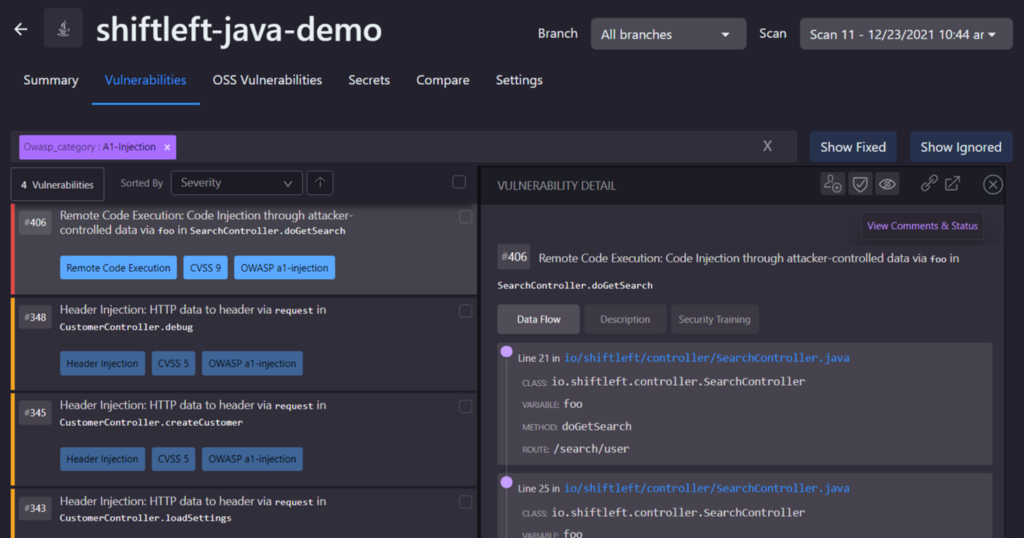 shiftleft-java-demo
Branch
All branches
Scan
Scan 11 - 12/23/2021 10:44 ar
Summary
Vulnerabilities
OSS Vulnerabilities
Secrets
Compare
Settings
Owasp_category : A1-Injection x
X
Show Fixed
Show Ignored
4 Vulnerabilities
Sorted By
Severity
#406
Remote Code Execution: Code Injection through attacker-
controlled data via foo in SearchController.doGetSearch
Remote Code Execution
CVSS 9
OWASP a1-injection
#348
Header Injection: HTTP data to header via request in
CustomerController.debug
Header Injection
CVSS 5
OWASP a1-injection
#345
Header Injection: HTTP data to header via request in
CustomerController.createCustomer
Header Injection
CVSS 5
OWASP a1-injection
#343
Header Injection: HTTP data to header via request in
CustomerController.loadSettings
VULNERABILITY DETAIL
View Comments & Status
#406
Remote Code Execution: Code Injection through attacker-controlled data via foo in
SearchController.doGetSearch
Data Flow
Description
Security Training
Line 21 in io/shiftleft/controller/SearchController.java
CLASS: io.shiftleft.controller.SearchController
VARIABLE: foo
METHOD: doGetSearch
ROUTE: /search/user
Line 25 in io/shiftleft/controller/SearchController.java
CLASS: io.shiftleft.controller.SearchController
VARIABLE: foo